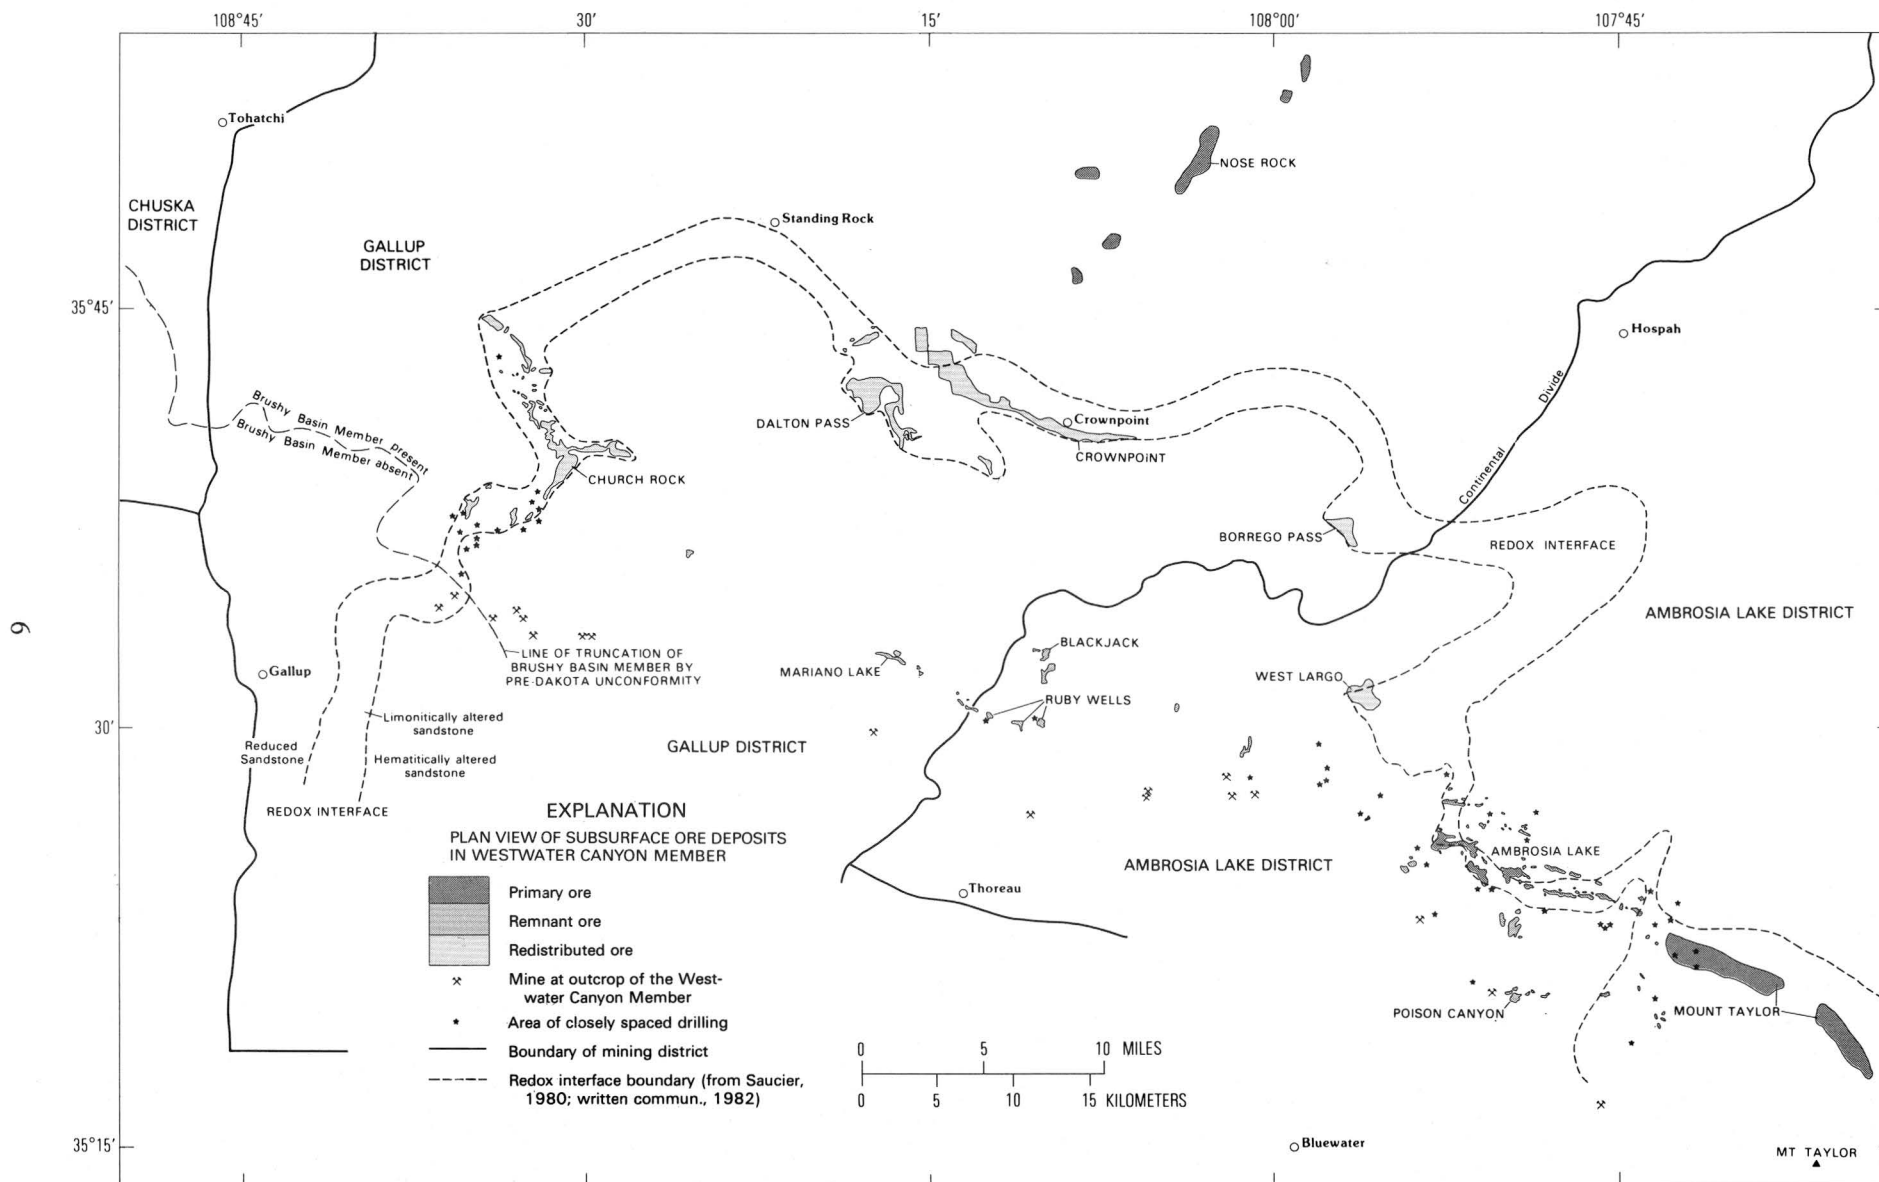 108°45′
30′
15′
108°00′
107°45′
Tohatchi
NOSE ROCK
CHUSKA
DISTRICT
Standing Rock
GALLUP
DISTRICT
35°45′
Hospah
Divide
Brushy Basin Member present
Brushy Basin Member absent
DALTON PASS
Crownpoint
CROWNPOINT
CHURCH ROCK
Continental
BORREGO PASS
REDOX INTERFACE
AMBROSIA LAKE DISTRICT
6
LINE OF TRUNCATION OF
BRUSHY BASIN MEMBER BY
PRE-DAKOTA UNCONFORMITY
BLACKJACK
MARIANO LAKE
Gallup
WEST LARGO
RUBY WELLS
Limonitically altered
sandstone
30′
Reduced
Sandstone
GALLUP DISTRICT
Hematitically altered
sandstone
REDOX INTERFACE
EXPLANATION
PLAN VIEW OF SUBSURFACE ORE DEPOSITS
IN WESTWATER CANYON MEMBER
AMBROSIA LAKE
AMBROSIA LAKE DISTRICT
Primary ore
Thoreau
Remnant ore
Redistributed ore
Mine at outcrop of the West-
water Canyon Member
POISON CANYON
MOUNT TAYLOR
Area of closely spaced drilling
Boundary of mining district
0 5 10 MILES
Redox interface boundary (from Saucier,
1980; written commun., 1982)
0 5 10 15 KILOMETERS
35°15′
Bluewater
MT TAYLOR